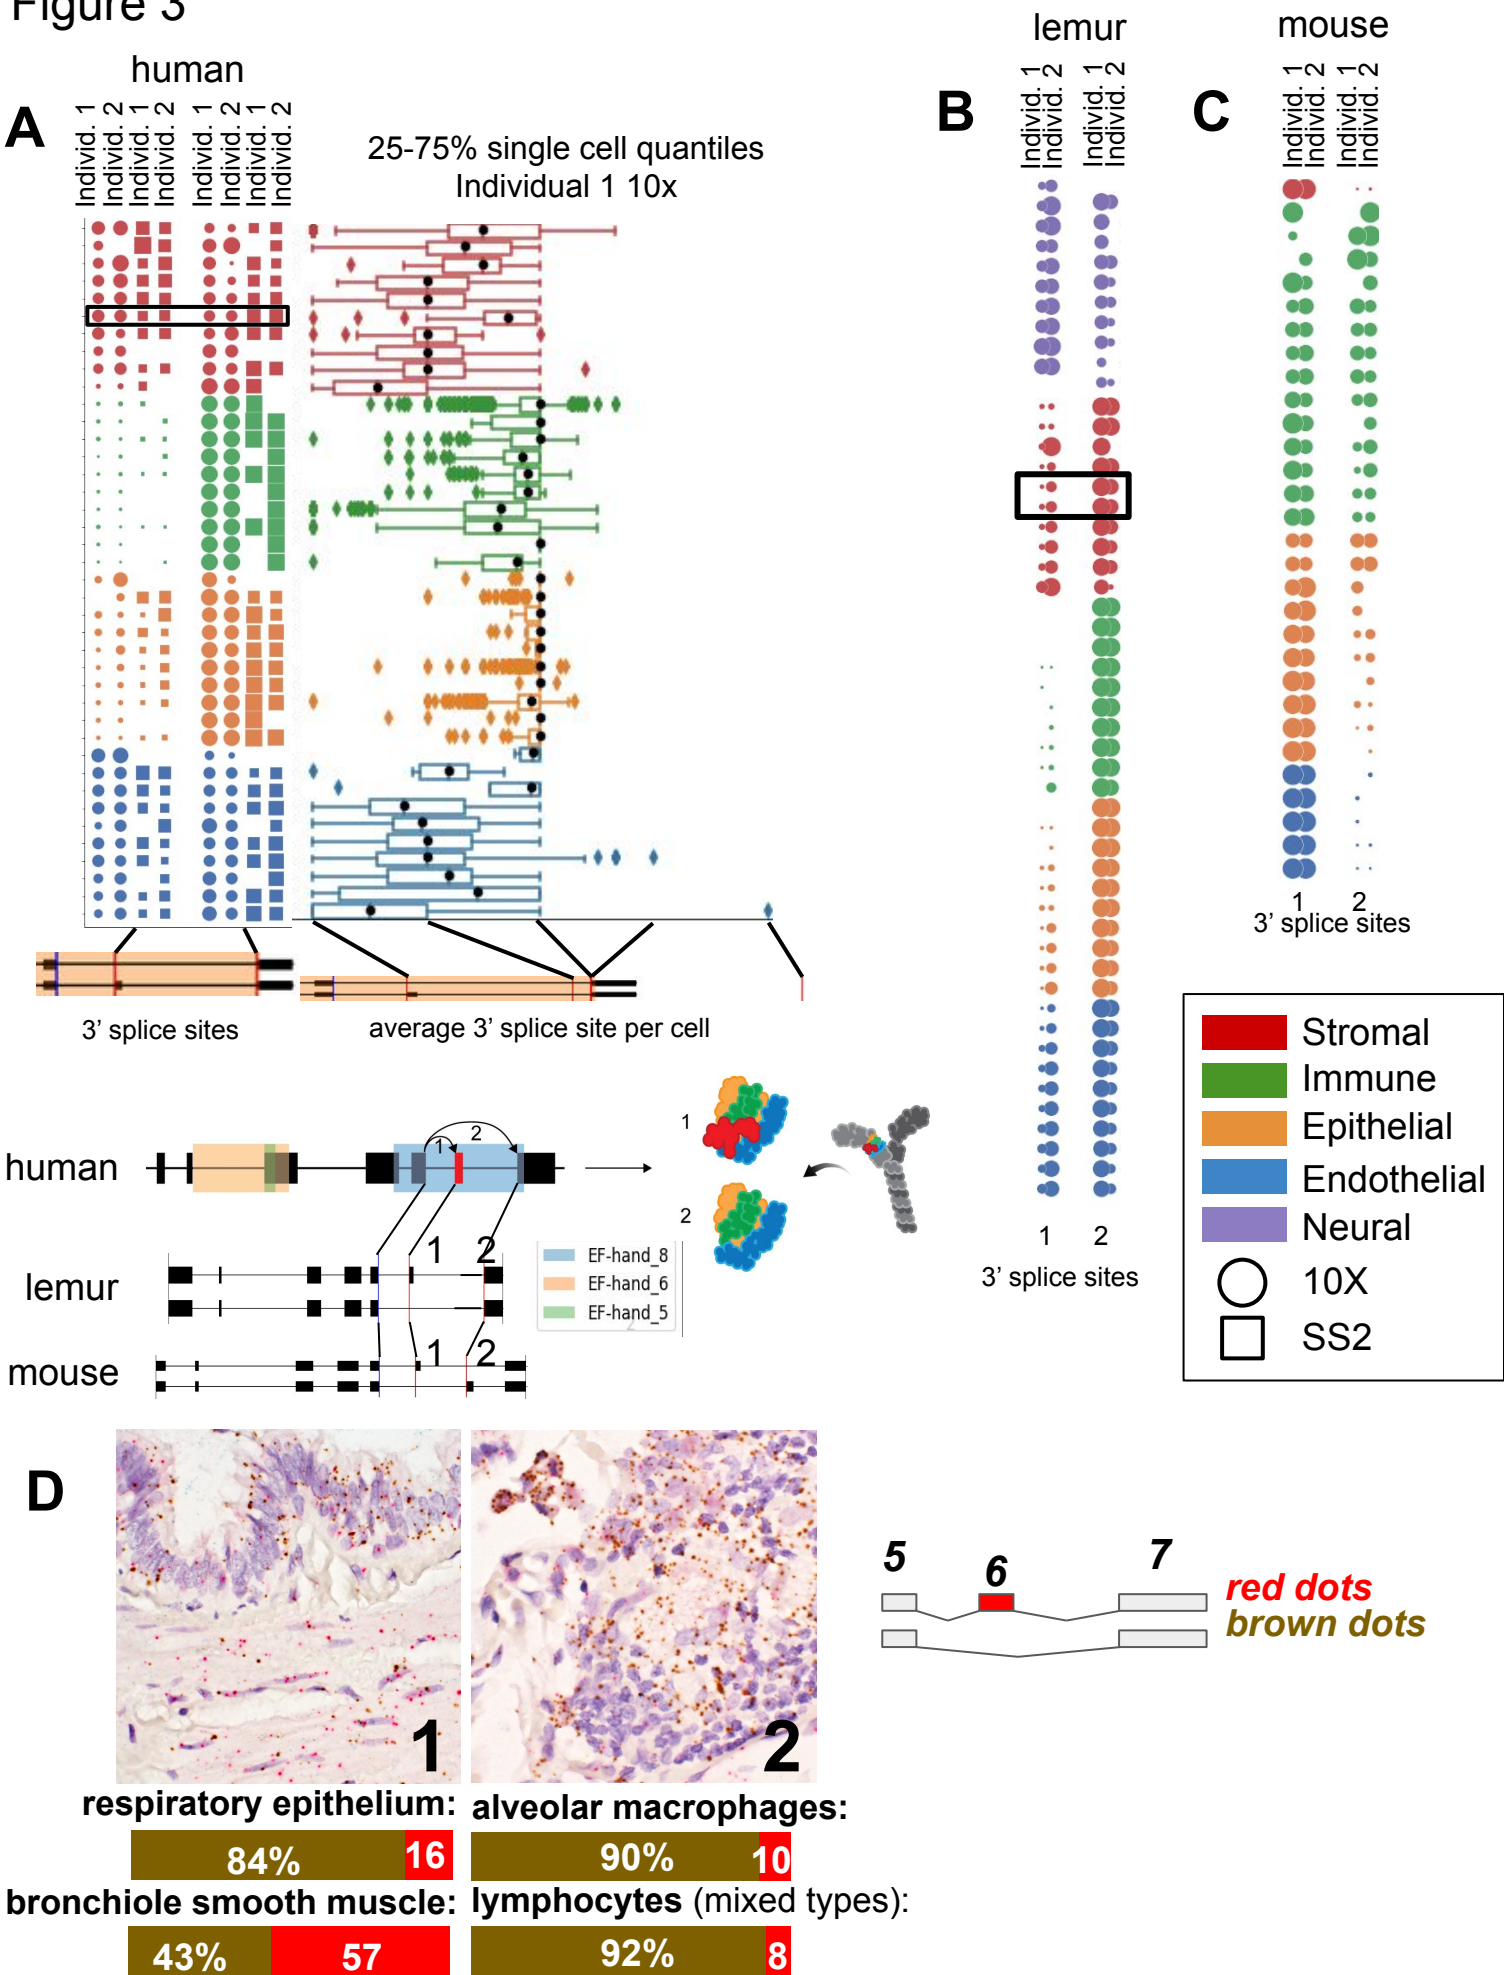 Figure 3
human
lemur
mouse
A
B
C
Individ. 1
Individ. 2
Individ. 1
Individ. 2
Individ. 1
Individ. 2
Individ. 1
Individ. 2
25-75% single cell quantiles
Individual 1 10x
Individ. 1
Individ. 2
Individ. 1
Individ. 2
Individ. 1
Individ. 2
Individ. 1
Individ. 2
1 2
3' splice sites
3' splice sites
average 3' splice site per cell
1 2
3' splice sites
Stromal
Immune
Epithelial
Endothelial
Neural
10X
SS2
human
1
2
1
2
lemur
1 2
EF-hand_8
EF-hand_6
EF-hand_5
mouse
1 2
D
1
2
5
6
7
red dots
brown dots
respiratory epithelium:
84% 16
bronchiole smooth muscle:
43% 57
alveolar macrophages:
90% 10
lymphocytes (mixed types):
92% 8